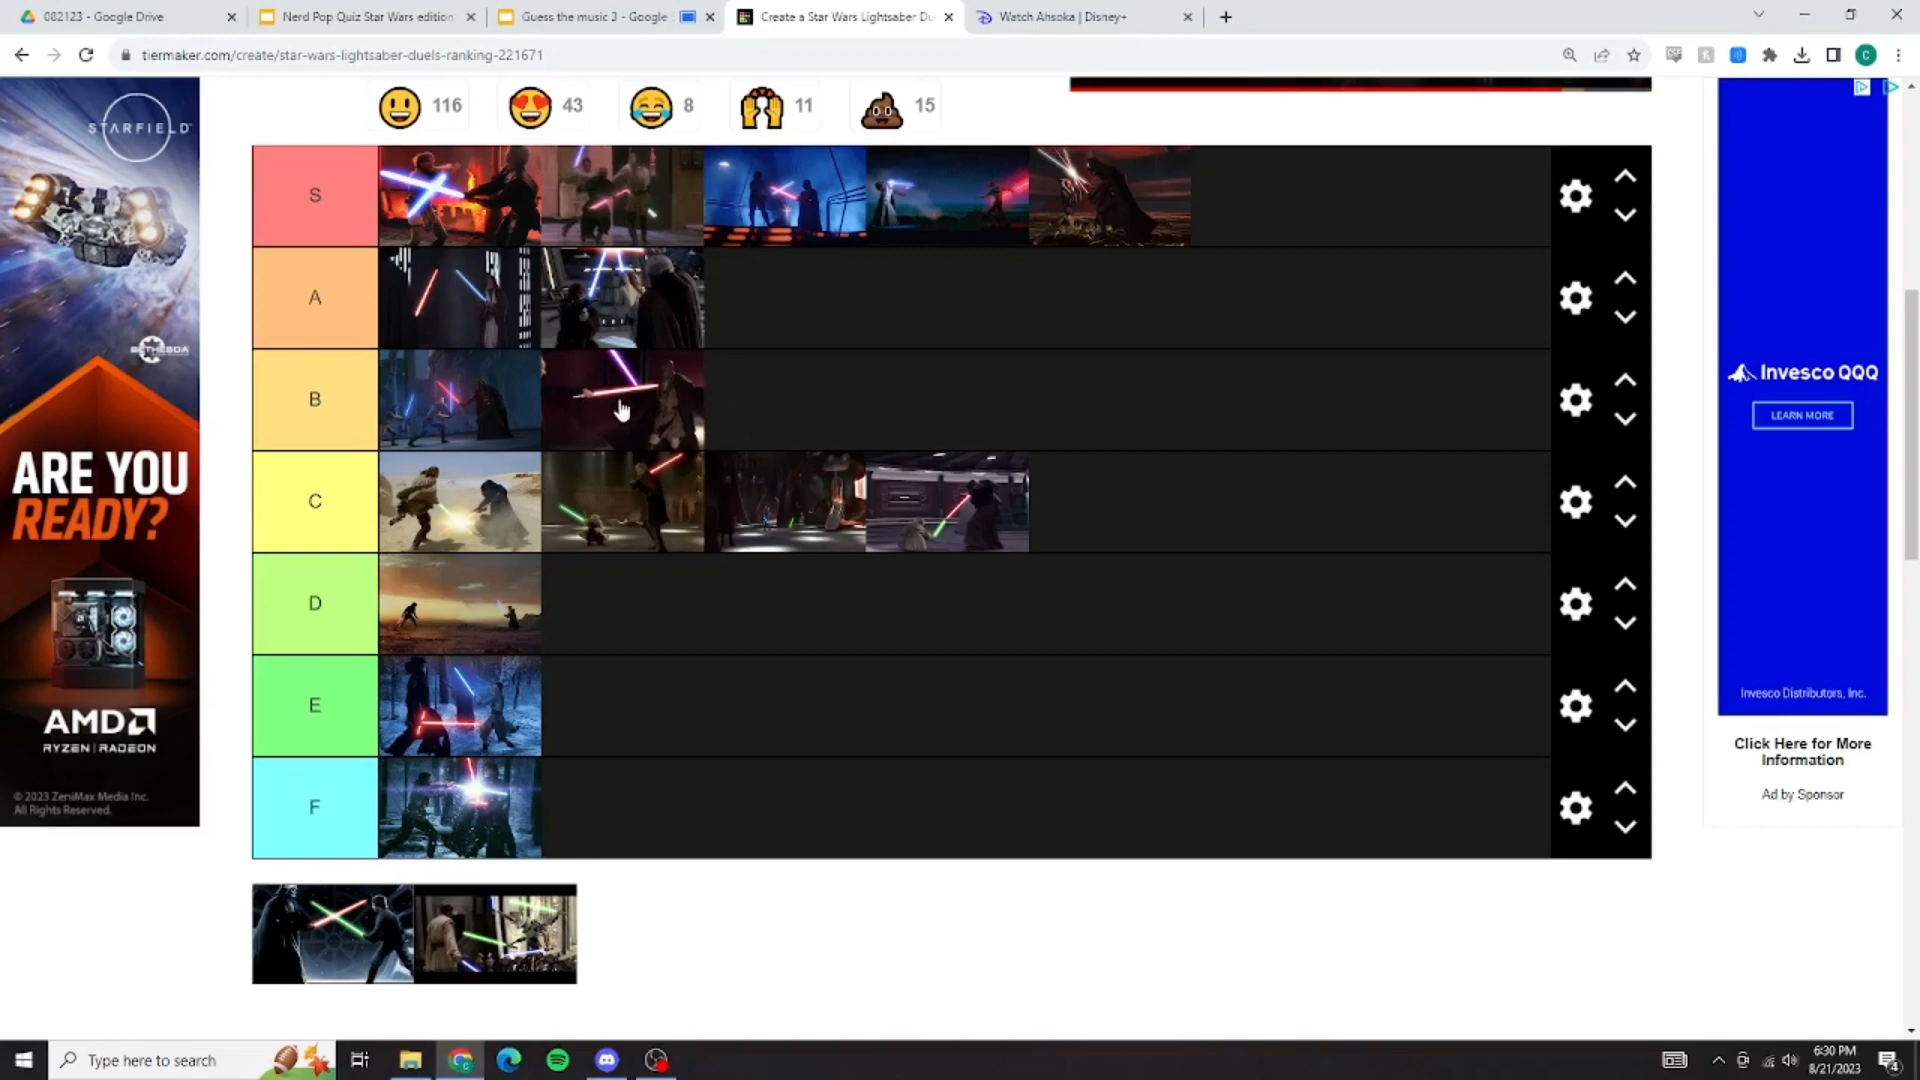 082123 - Google Drive
Nerd Pop Quiz Star Wars edition
Guess the music 3 - Google
Create a Star Wars Lightsaber Du
Watch Ahsoka | Disney+
tiermaker.com/create/star-wars-lightsaber-duels-ranking-221671
C
116
43
8
11
15
STARFIELD
BETHESDA
ARE YOU
READY?
AMD
RYZEN | RADEON
© 2023 ZeniMax Media Inc.
All Rights Reserved.
S
A
B
C
D
E
F
Invesco QQQ
LEARN MORE
Invesco Distributors, Inc.
Click Here for More
Information
Ad by Sponsor
Type here to search
6:30 PM
8/21/2023
4